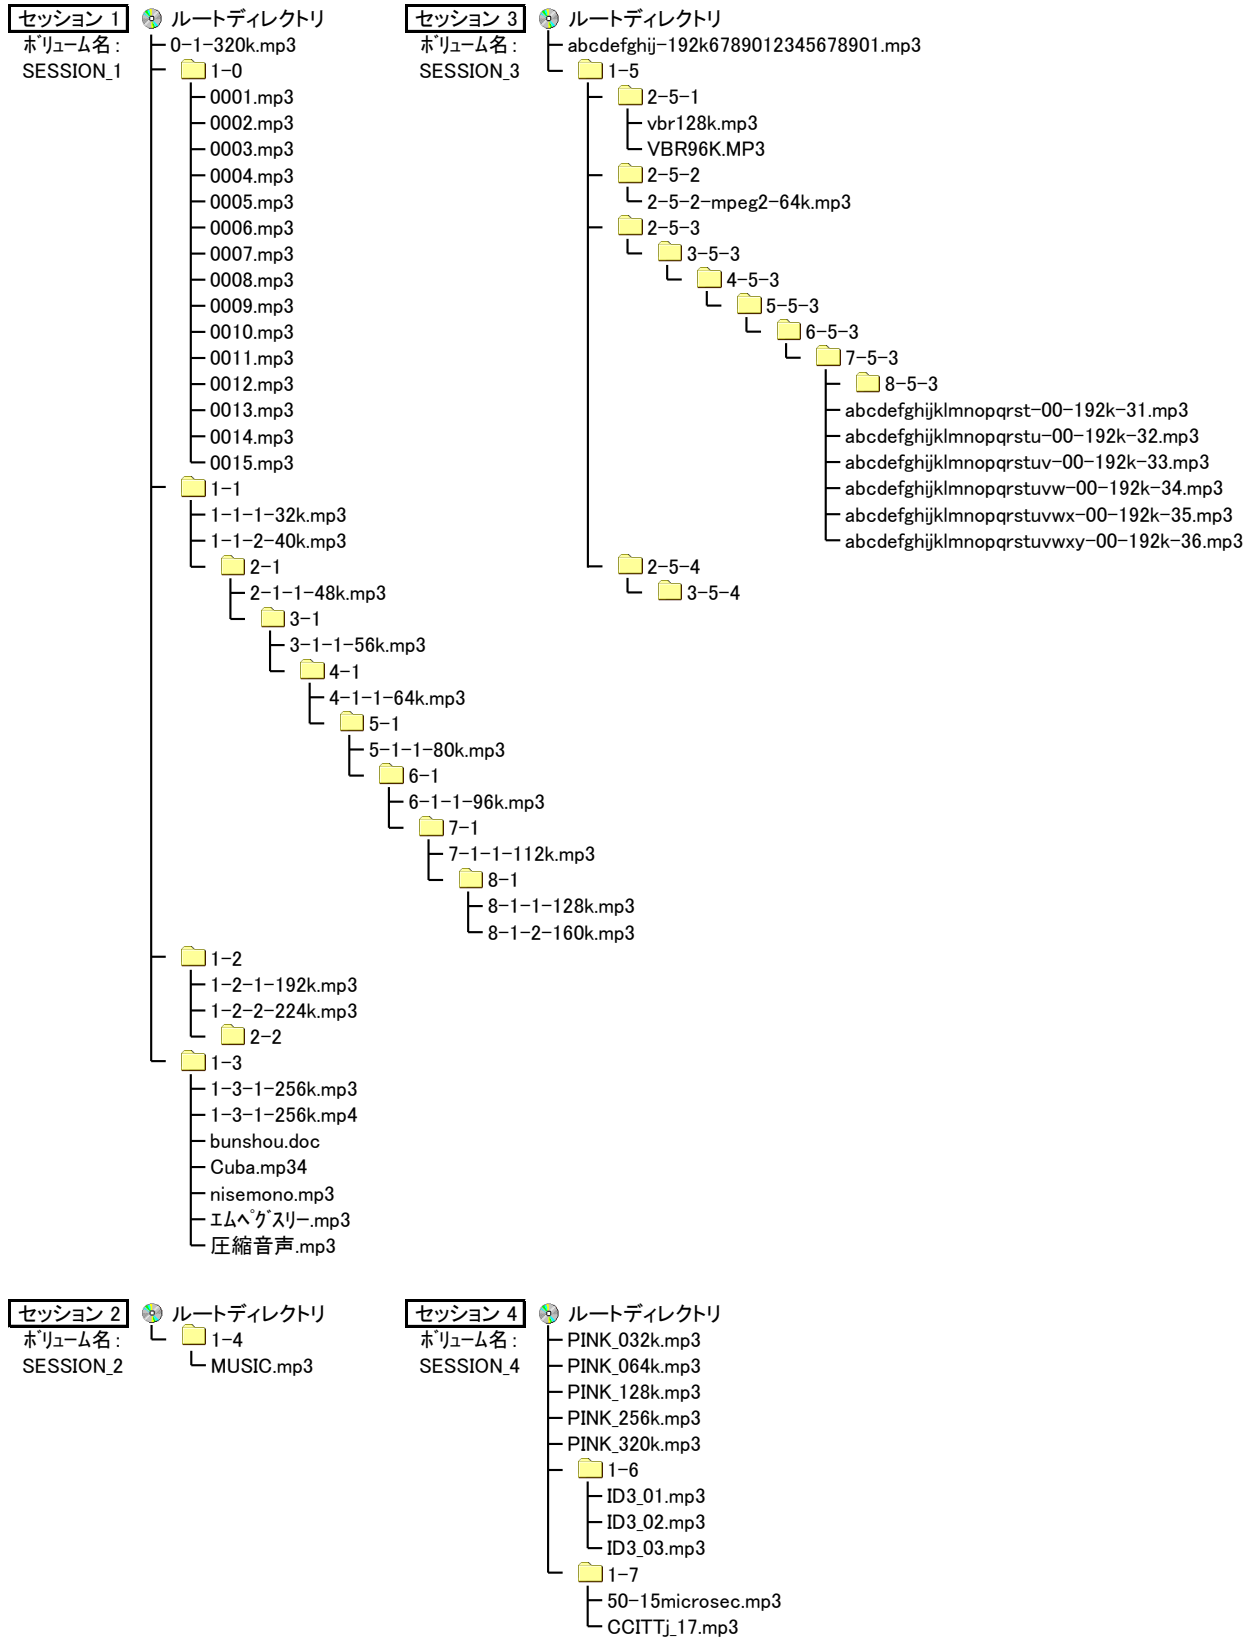 セッション 1
ルートディレクトリ
ﾎﾞﾘｭｰﾑ名 :
SESSION_1
0-1-320k.mp3
1-0
0001.mp3
0002.mp3
0003.mp3
0004.mp3
0005.mp3
0006.mp3
0007.mp3
0008.mp3
0009.mp3
0010.mp3
0011.mp3
0012.mp3
0013.mp3
0014.mp3
0015.mp3
1-1
1-1-1-32k.mp3
1-1-2-40k.mp3
2-1
2-1-1-48k.mp3
3-1
3-1-1-56k.mp3
4-1
4-1-1-64k.mp3
5-1
5-1-1-80k.mp3
6-1
6-1-1-96k.mp3
7-1
7-1-1-112k.mp3
8-1
8-1-1-128k.mp3
8-1-2-160k.mp3
1-2
1-2-1-192k.mp3
1-2-2-224k.mp3
2-2
1-3
1-3-1-256k.mp3
1-3-1-256k.mp4
bunshou.doc
Cuba.mp34
nisemono.mp3
ｴﾑﾍﾟｸﾞｽﾘｰ.mp3
圧縮音声.mp3
セッション 2
ルートディレクトリ
ﾎﾞﾘｭｰﾑ名 :
SESSION_2
1-4
MUSIC.mp3
セッション 3
ルートディレクトリ
ﾎﾞﾘｭｰﾑ名 :
SESSION_3
abcdefghij-192k6789012345678901.mp3
1-5
2-5-1
vbr128k.mp3
VBR96K.MP3
2-5-2
2-5-2-mpeg2-64k.mp3
2-5-3
3-5-3
4-5-3
5-5-3
6-5-3
7-5-3
8-5-3
abcdefghijklmnopqrst-00-192k-31.mp3
abcdefghijklmnopqrstu-00-192k-32.mp3
abcdefghijklmnopqrstuv-00-192k-33.mp3
abcdefghijklmnopqrstuvw-00-192k-34.mp3
abcdefghijklmnopqrstuvwx-00-192k-35.mp3
abcdefghijklmnopqrstuvwxy-00-192k-36.mp3
2-5-4
3-5-4
セッション 4
ルートディレクトリ
ﾎﾞﾘｭｰﾑ名 :
SESSION_4
PINK_032k.mp3
PINK_064k.mp3
PINK_128k.mp3
PINK_256k.mp3
PINK_320k.mp3
1-6
ID3_01.mp3
ID3_02.mp3
ID3_03.mp3
1-7
50-15microsec.mp3
CCITTj_17.mp3